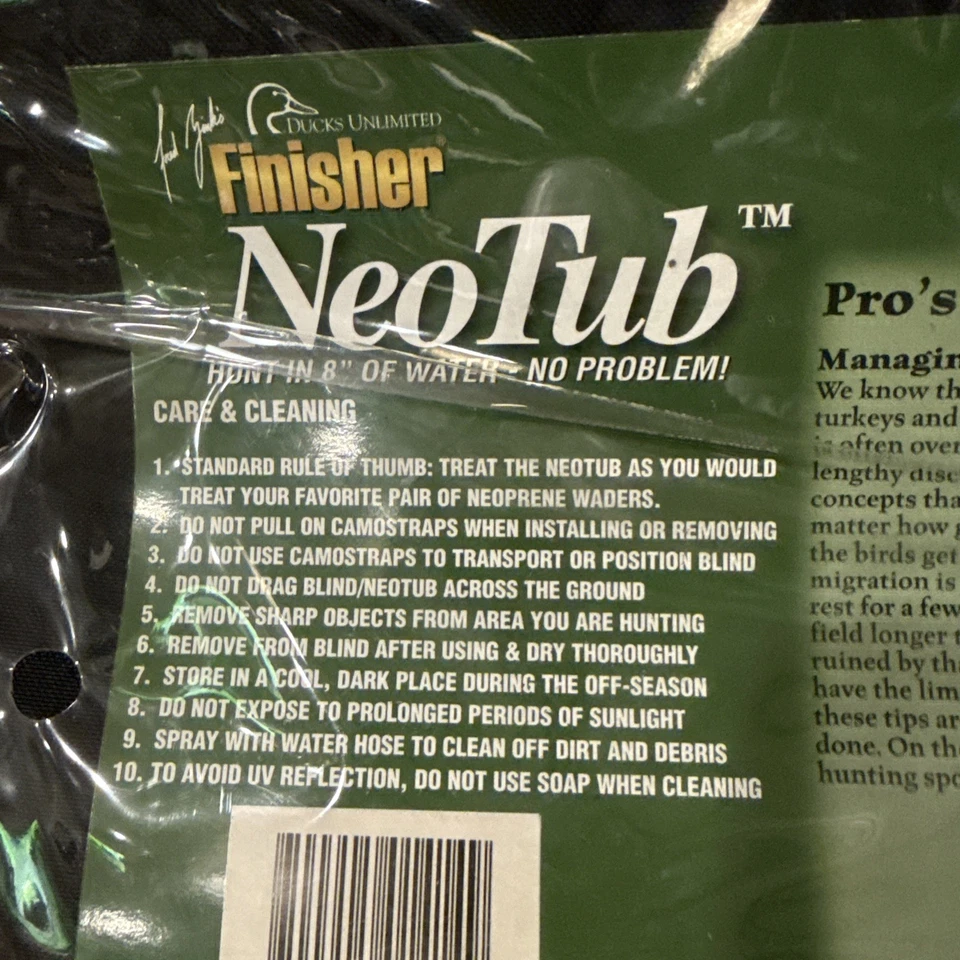 Fred Zink's
DUCKS UNLIMITED
Finisher®
NeoTub™
HUNT IN 8" OF WATER - NO PROBLEM!
CARE & CLEANING
1. STANDARD RULE OF THUMB: TREAT THE NEOTUB AS YOU WOULD
TREAT YOUR FAVORITE PAIR OF NEOPRENE WADERS.
2. DO NOT PULL ON CAMOSTRAPS WHEN INSTALLING OR REMOVING
3. DO NOT USE CAMOSTRAPS TO TRANSPORT OR POSITION BLIND
4. DO NOT DRAG BLIND/NEOTUB ACROSS THE GROUND
5. REMOVE SHARP OBJECTS FROM AREA YOU ARE HUNTING
6. REMOVE FROM BLIND AFTER USING & DRY THOROUGHLY
7. STORE IN A COOL, DARK PLACE DURING THE OFF-SEASON
8. DO NOT EXPOSE TO PROLONGED PERIODS OF SUNLIGHT
9. SPRAY WITH WATER HOSE TO CLEAN OFF DIRT AND DEBRIS
10. TO AVOID UV REFLECTION, DO NOT USE SOAP WHEN CLEANING
Pro's
Managin
We know th
turkeys and
is often over
lengthy disc
concepts tha
matter how g
the birds get
migration is
rest for a few
field longer t
ruined by th
have the lim
these tips ar
done. On th
hunting spo